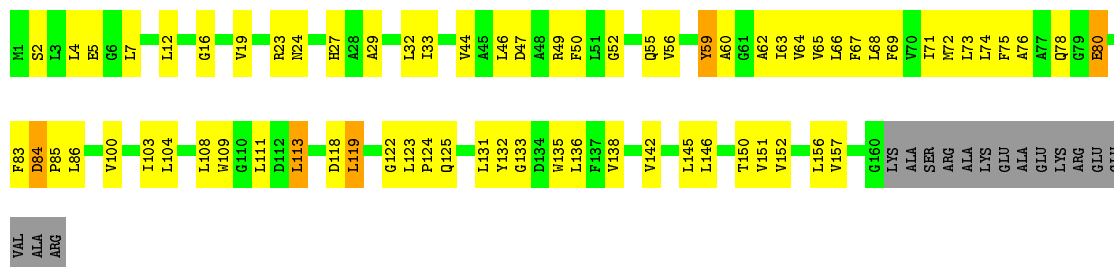 M1 S2 L3 L4 E5 G6 L7 L12 G16 V19 R23 N24 H27 A28 A29 L32 I33 V44 A45 L46 D47 A48 R49 F50 L51 G52 Q55 V56 Y59 A60 G61 A62 I63 V64 V65 L66 F67 L68 F69 V70 I71 M72 L73 L74 F75 A76 A77 Q78 G79 E80
F83 D84 P85 L86 V100 I103 L104 L108 W109 G110 L111 D112 L113 D118 L119 G122 L123 P124 Q125 L131 Y132 G133 D134 W135 L136 F137 V138 V142 L145 L146 T150 V151 V152 L156 V157 G160 LYS ALA SER ARG ALA LYS GLU ALA GLU LYS ARG GLU GLU
VAL ALA ARG